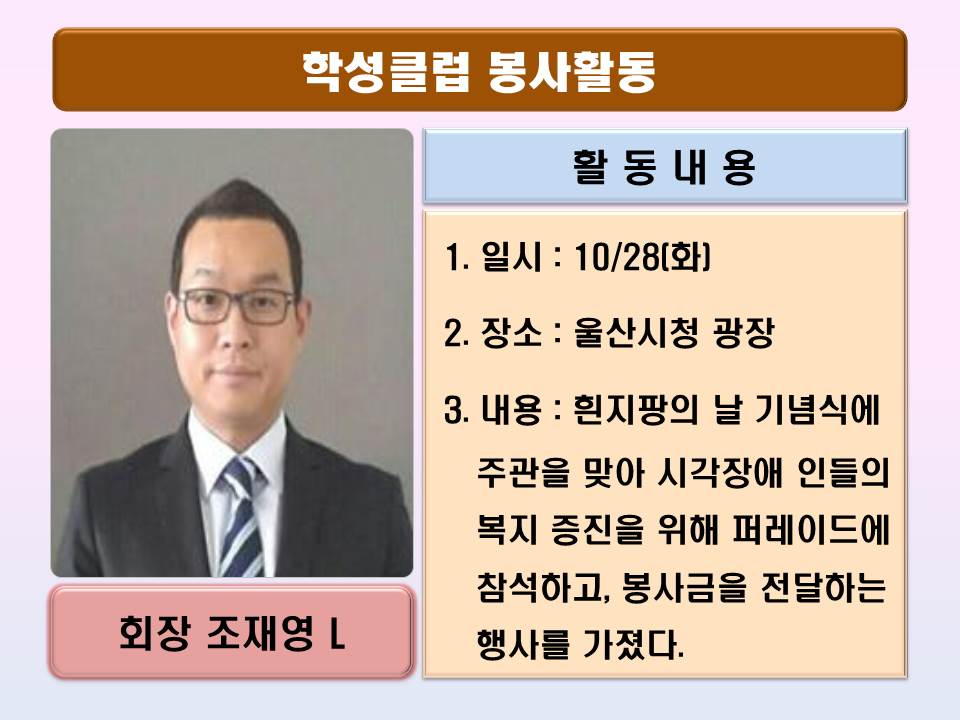 학성클럽 봉사활동
활 동 내 용
1. 일시 : 10/28(화)
2. 장소 : 울산시청 광장
3. 내용 : 흰지팡의 날 기념식에
주관을 맞아 시각장애 인들의
복지 증진을 위해 퍼레이드에
참석하고, 봉사금을 전달하는
행사를 가졌다.
회장 조재영 L